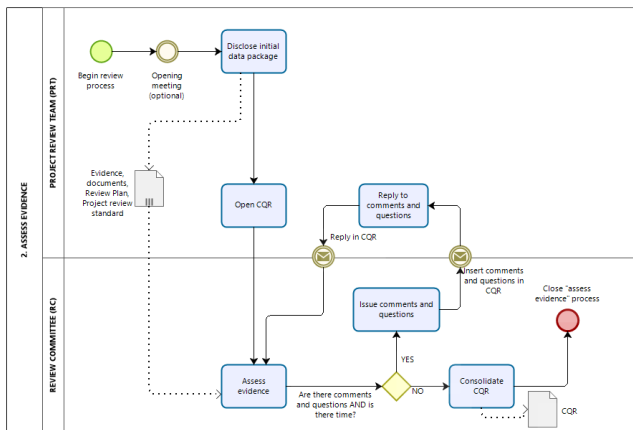 2. ASSESS EVIDENCE
PROJECT REVIEW TEAM (PRT)
Begin review
process
Opening
meeting
(optional)
Disclose initial
data package
Evidence,
documents,
Review Plan,
Project review
standard
Open CQR
Reply to
comments and
questions
Reply in CQR
Insert comments
and questions in
CQR
REVIEW COMMITTEE (RC)
Issue comments and
questions
Close "assess
evidence" process
Assess
evidence
Are there comments
and questions AND is
there time?
YES
NO
Consolidate
CQR
CQR